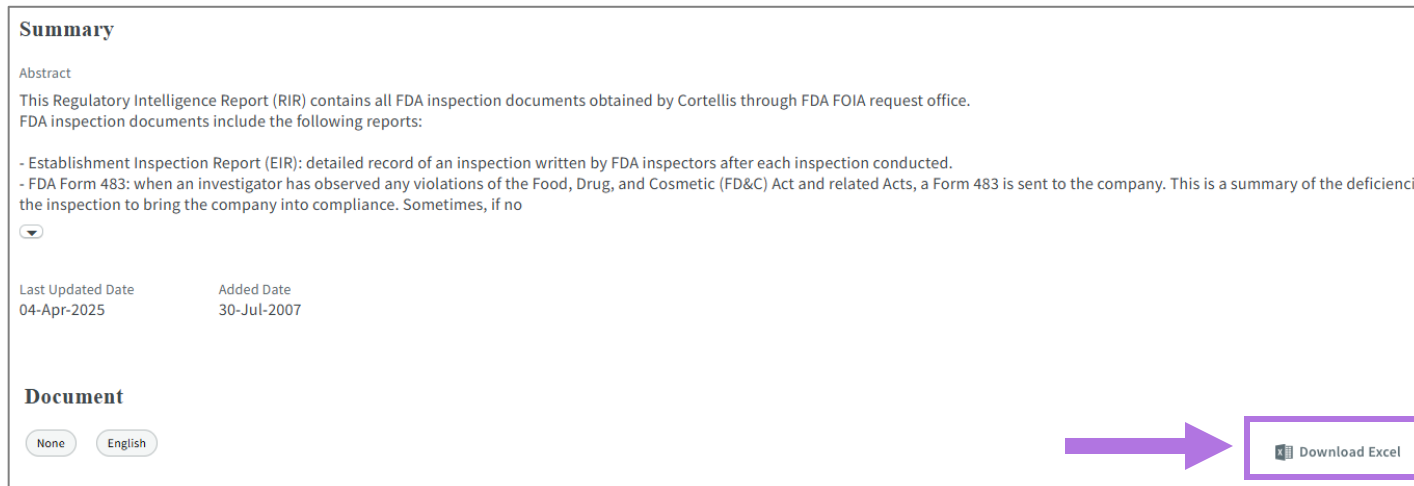 Summary
Abstract
This Regulatory Intelligence Report (RIR) contains all FDA inspection documents obtained by Cortellis through FDA FOIA request office.
FDA inspection documents include the following reports:
- Establishment Inspection Report (EIR): detailed record of an inspection written by FDA inspectors after each inspection conducted.
- FDA Form 483: when an investigator has observed any violations of the Food, Drug, and Cosmetic (FD&C) Act and related Acts, a Form 483 is sent to the company. This is a summary of the deficienci
the inspection to bring the company into compliance. Sometimes, if no
Last Updated Date Added Date
04-Apr-2025 30-Jul-2007
Document
None English Download Excel